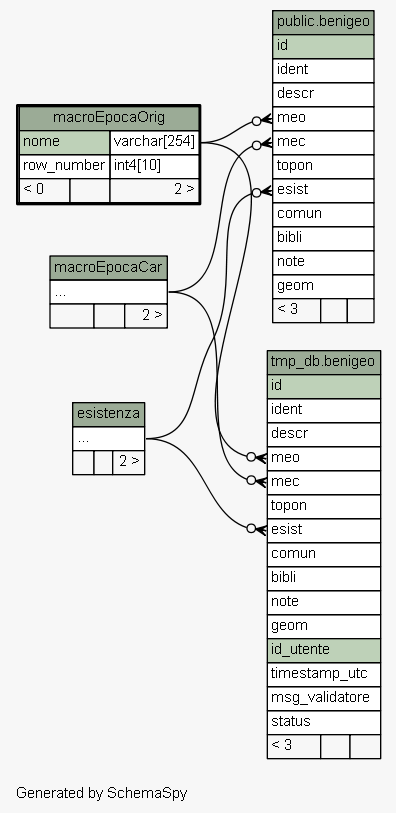 public.benigeo
id
ident
descr
meo
mec
topon
esist
comun
bibli
note
geom
< 3
macroEpocaOrig
nome varchar[254]
row_number int4[10]
< 0 2 >
macroEpocaCar
...
2 >
esistenza
...
2 >
tmp_db.benigeo
id
ident
descr
meo
mec
topon
esist
comun
bibli
note
geom
id_utente
timestamp_utc
msg_validatore
status
< 3
Generated by SchemaSpy